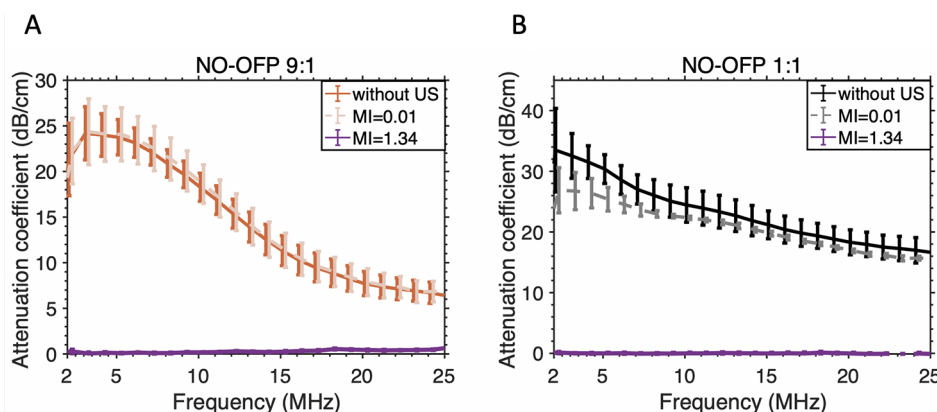 A
NO-OFP 9:1
Attenuation coefficient (dB/cm)
30
25
20
15
10
5
0
without US
MI=0.01
MI=1.34
2
5
10
15
20
25
Frequency (MHz)
B
NO-OFP 1:1
Attenuation coefficient (dB/cm)
40
30
20
10
0
without US
MI=0.01
MI=1.34
2
5
10
15
20
25
Frequency (MHz)